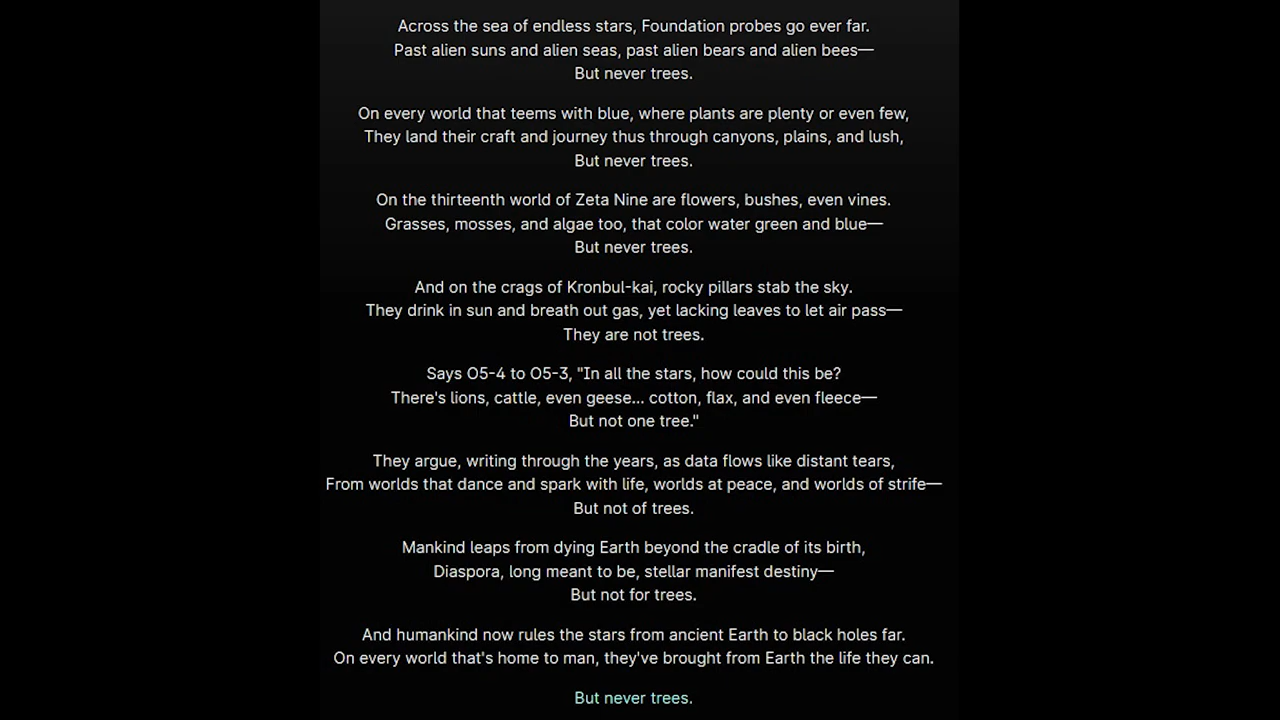 Across the sea of endless stars, Foundation probes go ever far.
Past alien suns and alien seas, past alien bears and alien bees—
But never trees.
On every world that teems with blue, where plants are plenty or even few,
They land their craft and journey thus through canyons, plains, and lush,
But never trees.
On the thirteenth world of Zeta Nine are flowers, bushes, even vines.
Grasses, mosses, and algae too, that color water green and blue—
But never trees.
And on the crags of Kronbul-kai, rocky pillars stab the sky.
They drink in sun and breath out gas, yet lacking leaves to let air pass—
They are not trees.
Says O5-4 to O5-3, "In all the stars, how could this be?
There's lions, cattle, even geese... cotton, flax, and even fleece—
But not one tree."
They argue, writing through the years, as data flows like distant tears,
From worlds that dance and spark with life, worlds at peace, and worlds of strife—
But not of trees.
Mankind leaps from dying Earth beyond the cradle of its birth,
Diaspora, long meant to be, stellar manifest destiny—
But not for trees.
And humankind now rules the stars from ancient Earth to black holes far.
On every world that's home to man, they've brought from Earth the life they can.
But never trees.